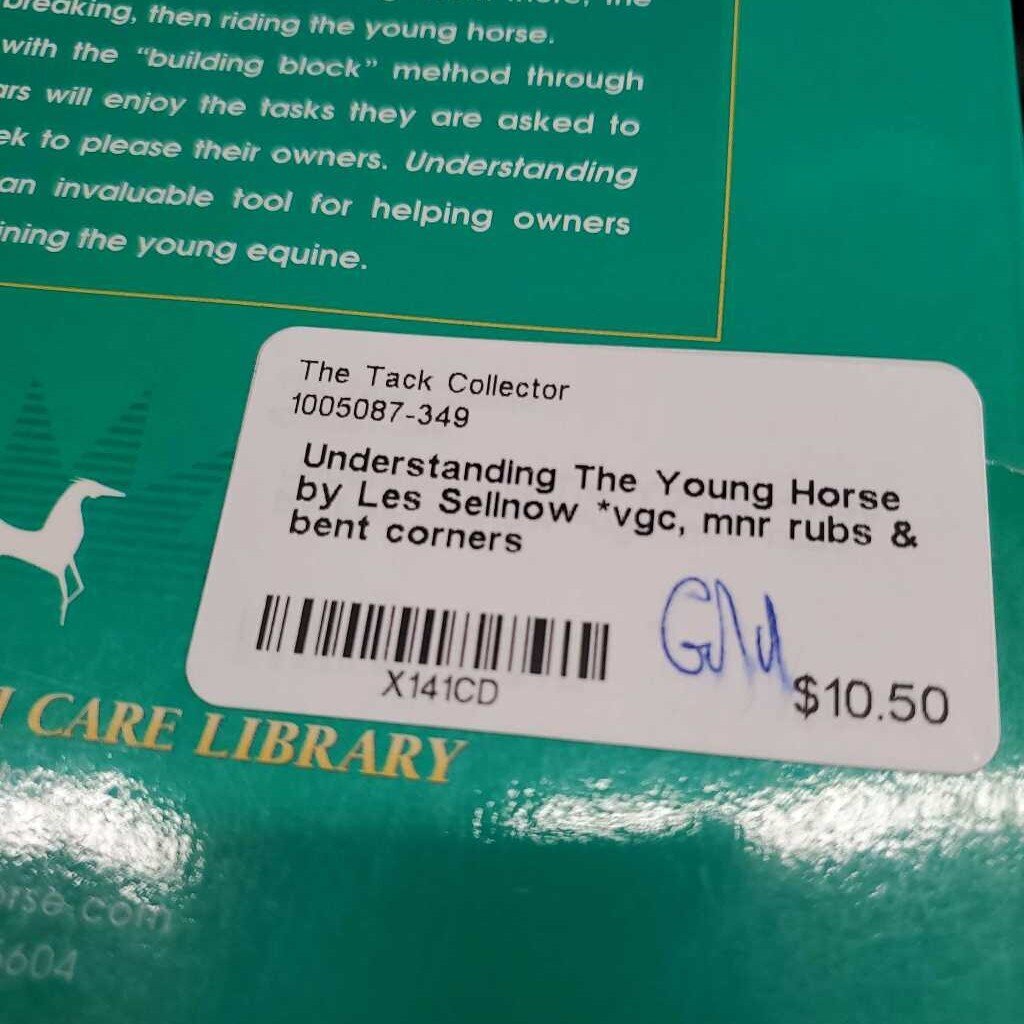 breaking, then riding the young horse.
with the “building block” method through
ars will enjoy the tasks they are asked to
ek to please their owners. Understanding
an invaluable tool for helping owners
ining the young equine.
The Tack Collector
1005087-349
Understanding The Young Horse
by Les Sellnow *vgc, mnr rubs &
bent corners
X141CD
$10.50
CARE LIBRARY
orse.com
6604